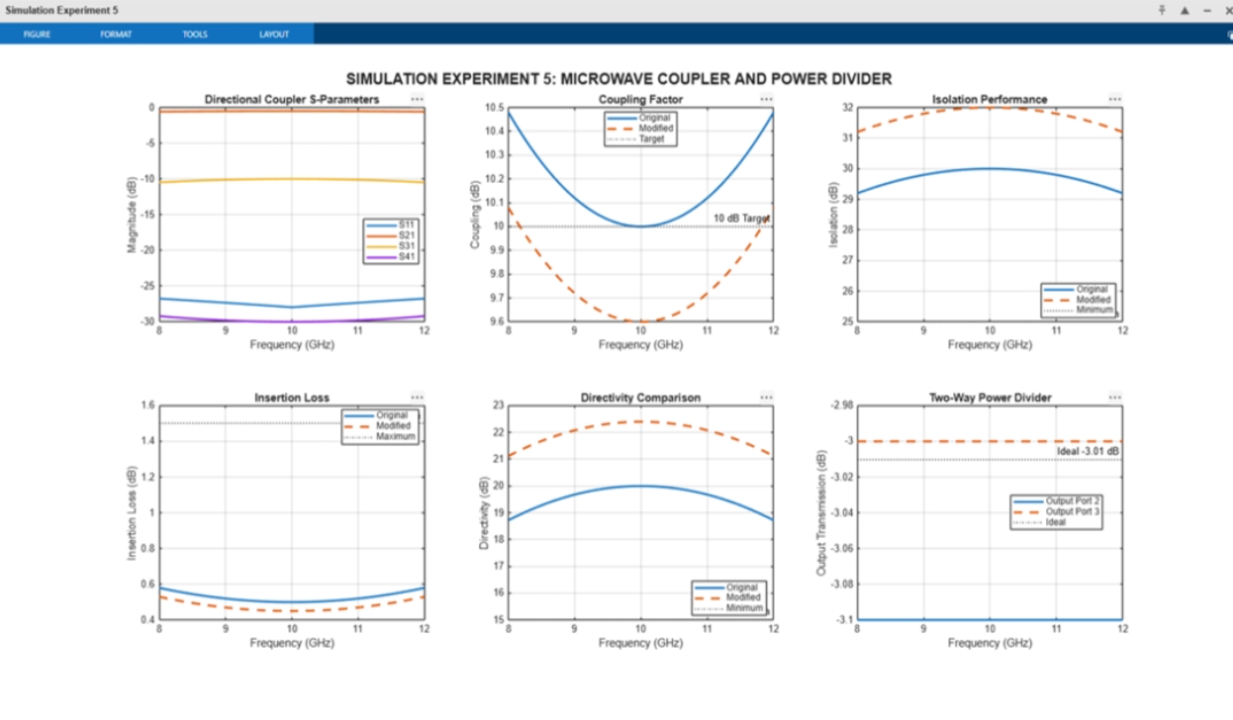 Simulation Experiment 5
FIGURE FORMAT TOOLS LAYOUT
SIMULATION EXPERIMENT 5: MICROWAVE COUPLER AND POWER DIVIDER
Directional Coupler S-Parameters
Magnitude (dB)
0
-5
-10
-15
-20
-25
-30
8 9 10 11 12
Frequency (GHz)
S11
S21
S31
S41
Coupling Factor
Coupling (dB)
10.5
10.4
10.3
10.2
10.1
10
9.9
9.8
9.7
9.6
8 9 10 11 12
Frequency (GHz)
Original
Modified
Target
10 dB Target
Isolation Performance
Isolation (dB)
32
31
30
29
28
27
26
25
8 9 10 11 12
Frequency (GHz)
Original
Modified
Minimum
Insertion Loss
Insertion Loss (dB)
1.6
1.4
1.2
1
0.8
0.6
0.4
8 9 10 11 12
Frequency (GHz)
Original
Modified
Maximum
Directivity Comparison
Directivity (dB)
23
22
21
20
19
18
17
16
15
8 9 10 11 12
Frequency (GHz)
Original
Modified
Minimum
Two-Way Power Divider
Output Transmission (dB)
-2.98
-3
-3.02
-3.04
-3.06
-3.08
-3.1
8 9 10 11 12
Frequency (GHz)
Ideal -3.01 dB
Output Port 2
Output Port 3
Ideal